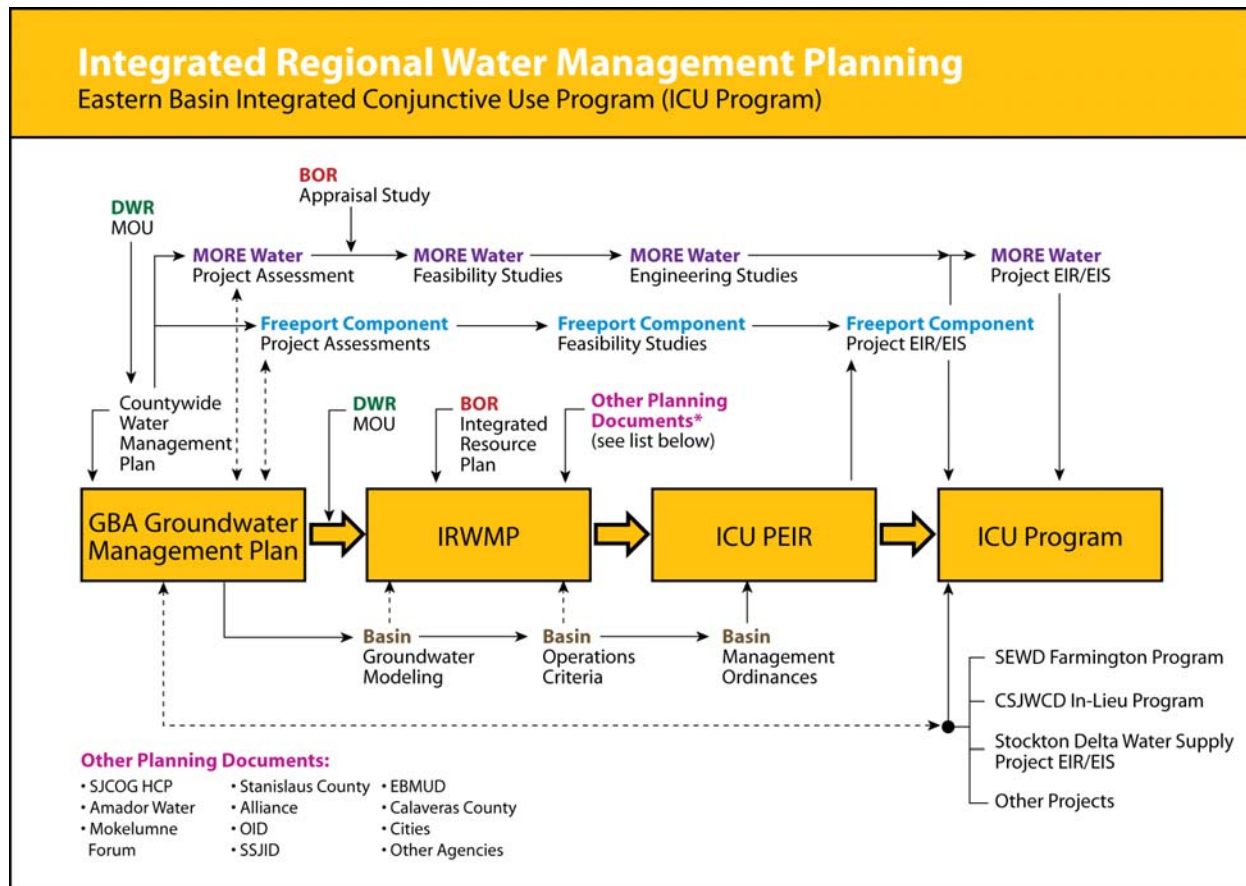 Integrated Regional Water Management Planning
Eastern Basin Integrated Conjunctive Use Program (ICU Program)
BOR
Appraisal Study
DWR
MOU
MORE Water
Project Assessment
MORE Water
Feasibility Studies
MORE Water
Engineering Studies
MORE Water
Project EIR/EIS
Freeport Component
Project Assessments
Freeport Component
Feasibility Studies
Freeport Component
Project EIR/EIS
Countywide
Water
Management
Plan
DWR
MOU
BOR
Integrated
Resource
Plan
Other Planning
Documents*
(see list below)
GBA Groundwater
Management Plan
IRWMP
ICU PEIR
ICU Program
Basin
Groundwater
Modeling
Basin
Operations
Criteria
Basin
Management
Ordinances
SEWD Farmington Program
CSJWCD In-Lieu Program
Stockton Delta Water Supply
Project EIR/EIS
Other Projects
Other Planning Documents:
• SJCOG HCP
• Amador Water
• Mokelumne
Forum
• Stanislaus County
• Alliance
• OID
• SSJID
• EBMUD
• Calaveras County
• Cities
• Other Agencies